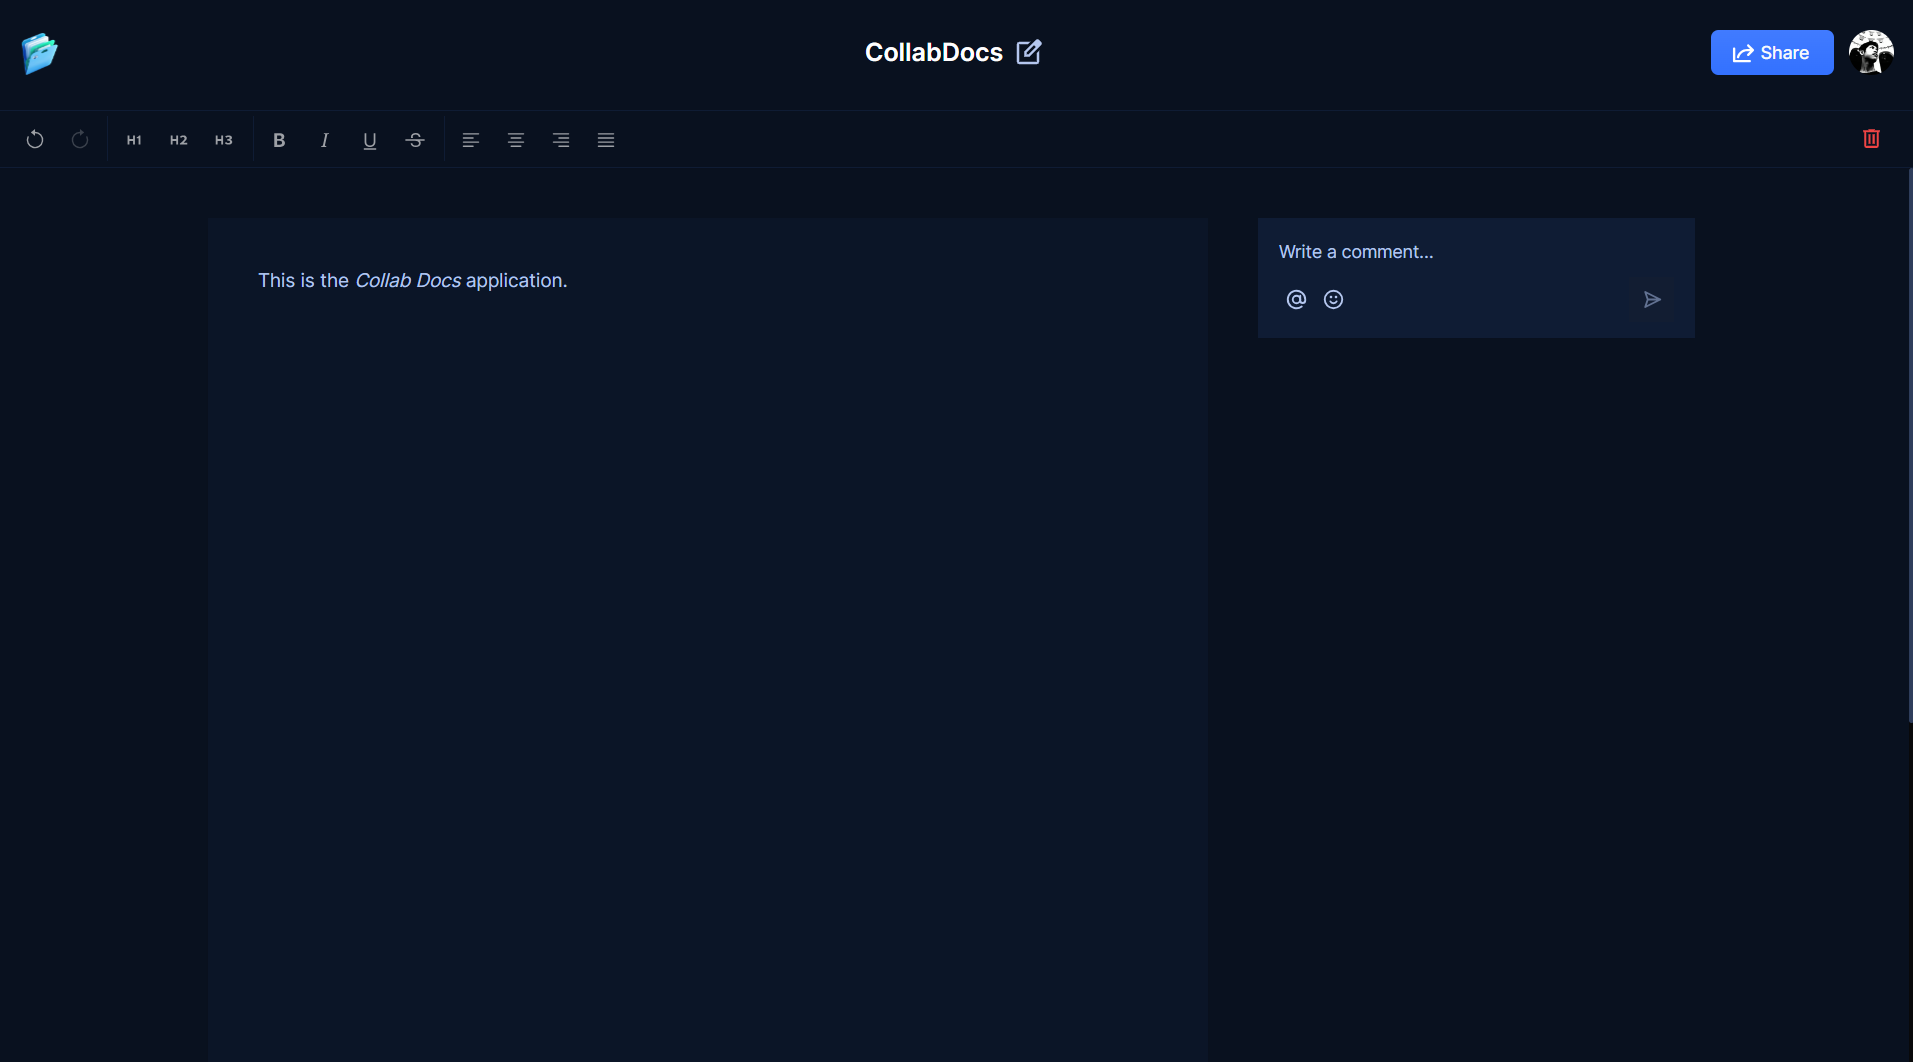 CollabDocs
Share
H1 H2 H3 B I U S
This is the Collab Docs application.
Write a comment...